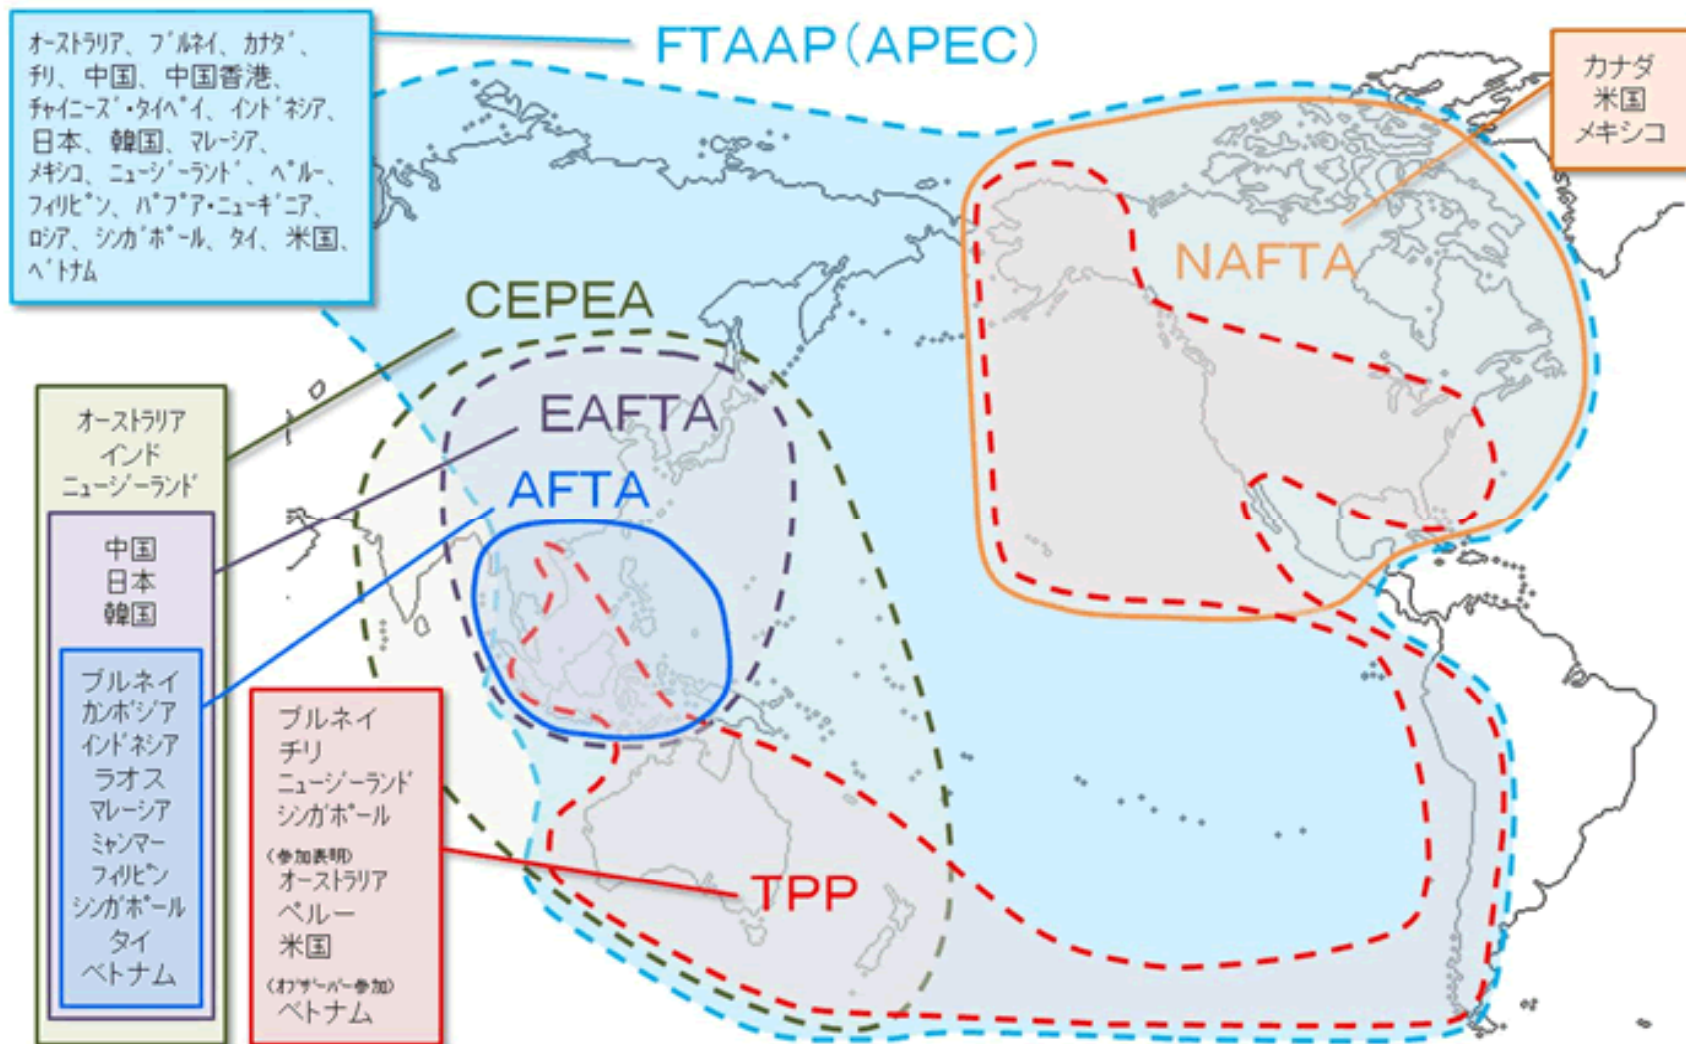 FTAAP(APEC)
オーストラリア、ブルネイ、カナダ、
チリ、中国、中国香港、
チャイニーズ・タイペイ、インドネシア、
日本、韓国、マレーシア、
メキシコ、ニュージーランド、ペルー、
フィリピン、パプア・ニューギニア、
ロシア、シンガポール、タイ、米国、
ベトナム
カナダ
米国
メキシコ
NAFTA
CEPEA
EAFTA
AFTA
オーストラリア
インド
ニュージーランド
中国
日本
韓国
ブルネイ
カンボジア
インドネシア
ラオス
マレーシア
ミャンマー
フィリピン
シンガポール
タイ
ベトナム
ブルネイ
チリ
ニュージーランド
シンガポール
(参加表明)
オーストラリア
ペルー
米国
(オブザーバー参加)
ベトナム
TPP